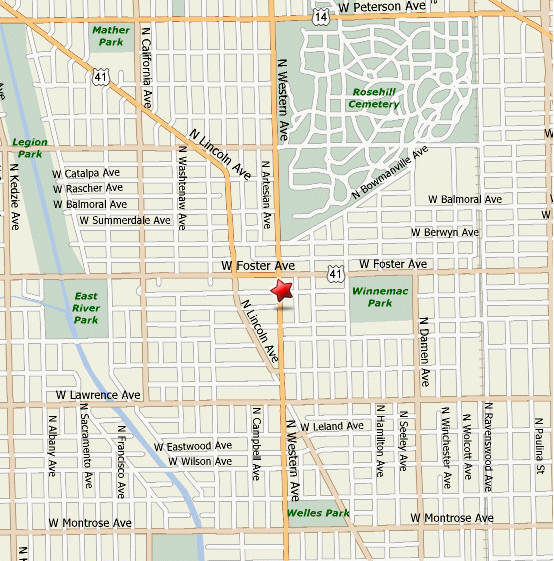 W Peterson Ave
14
Mather
Park
N California Ave
41
N Western Ave
Rosehill
Cemetery
Ave
N Lincoln Ave
Legion
Park
N Kedzie Ave
W Catalpa Ave
W Rascher Ave
W Balmoral Ave
W Summerdale Ave
N Washtenaw Ave
N Artesian Ave
N Bowmanville Ave
W Balmoral Ave
W Berwyn Ave
W Foster Ave
41
W Foster Ave
East
River
Park
Winnemac
Park
N Lincoln Ave
N Damen Ave
W Lawrence Ave
N Albany Ave
N Sacramento Ave
N Francisco Ave
W Eastwood Ave
W Wilson Ave
N Campbell Ave
N Western Ave
W Leland Ave
N Hamilton Ave
N Seeley Ave
N Winchester Ave
N Wolcott Ave
N Ravenswood Ave
N Paulina St
Welles Park
W Montrose Ave
W Montrose Ave